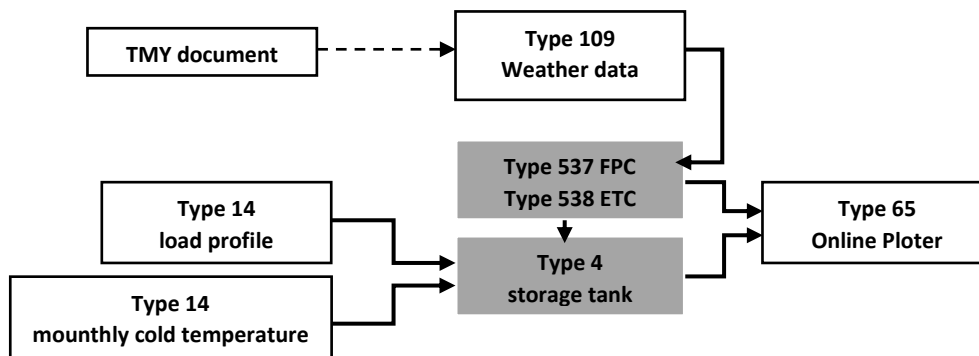 TMY document
Type 109
Weather data
Type 537 FPC
Type 538 ETC
Type 14
load profile
Type 65
Online Ploter
Type 4
storage tank
Type 14
mounthly cold temperature